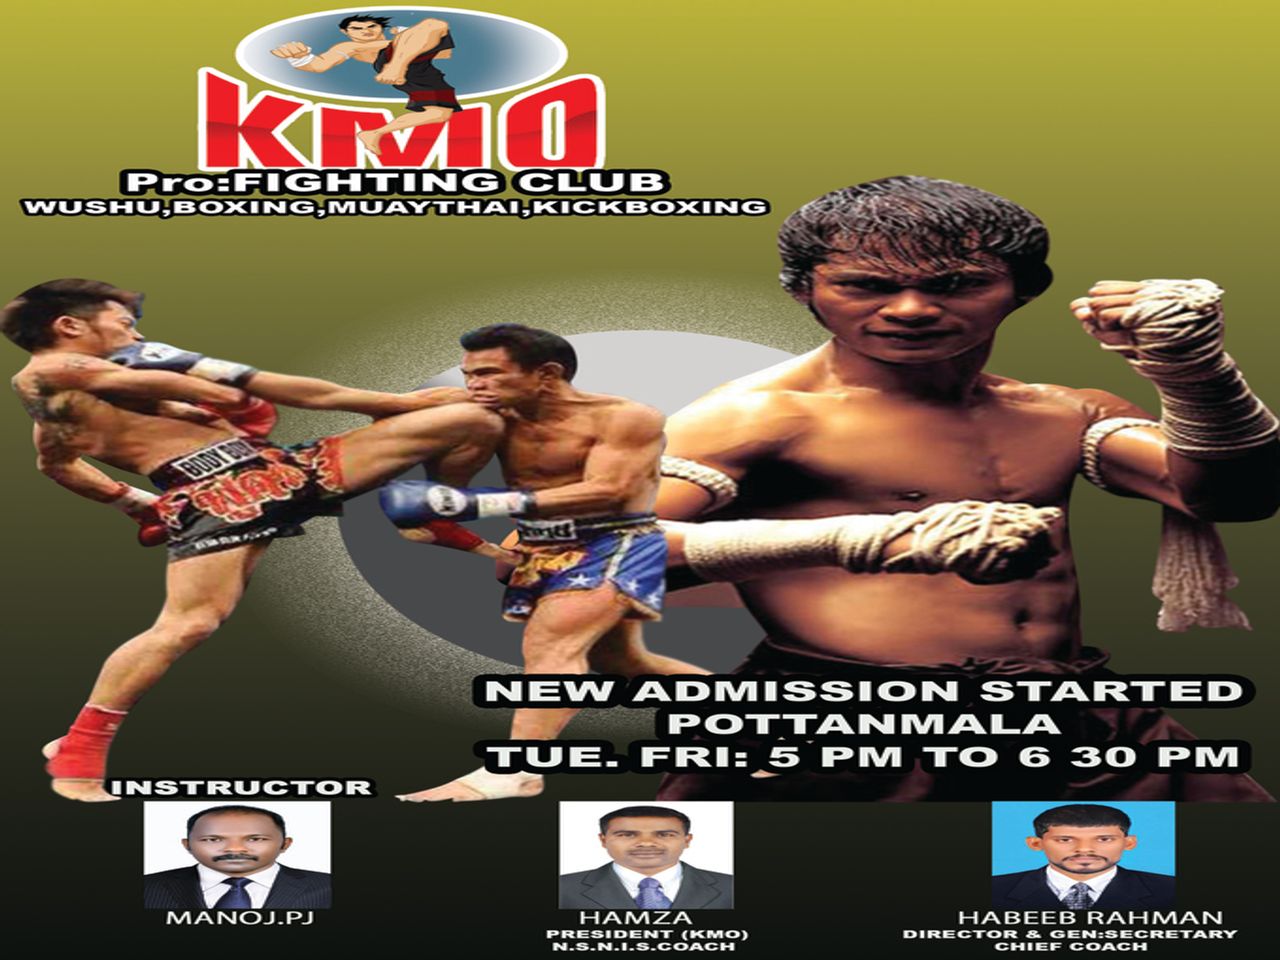 KMO
Pro:FIGHTING CLUB
WUSHU,BOXING,MUAYTHAI,KICKBOXING
BODY
NEW ADMISSION STARTED
POTTANMALA
TUE. FRI: 5 PM TO 6 30 PM
INSTRUCTOR
MANOJ.PJ
HAMZA
PRESIDENT (KMO)
N.S.N.I.S.COACH
HABEEB RAHMAN
DIRECTOR & GEN:SECRETARY
CHIEF COACH